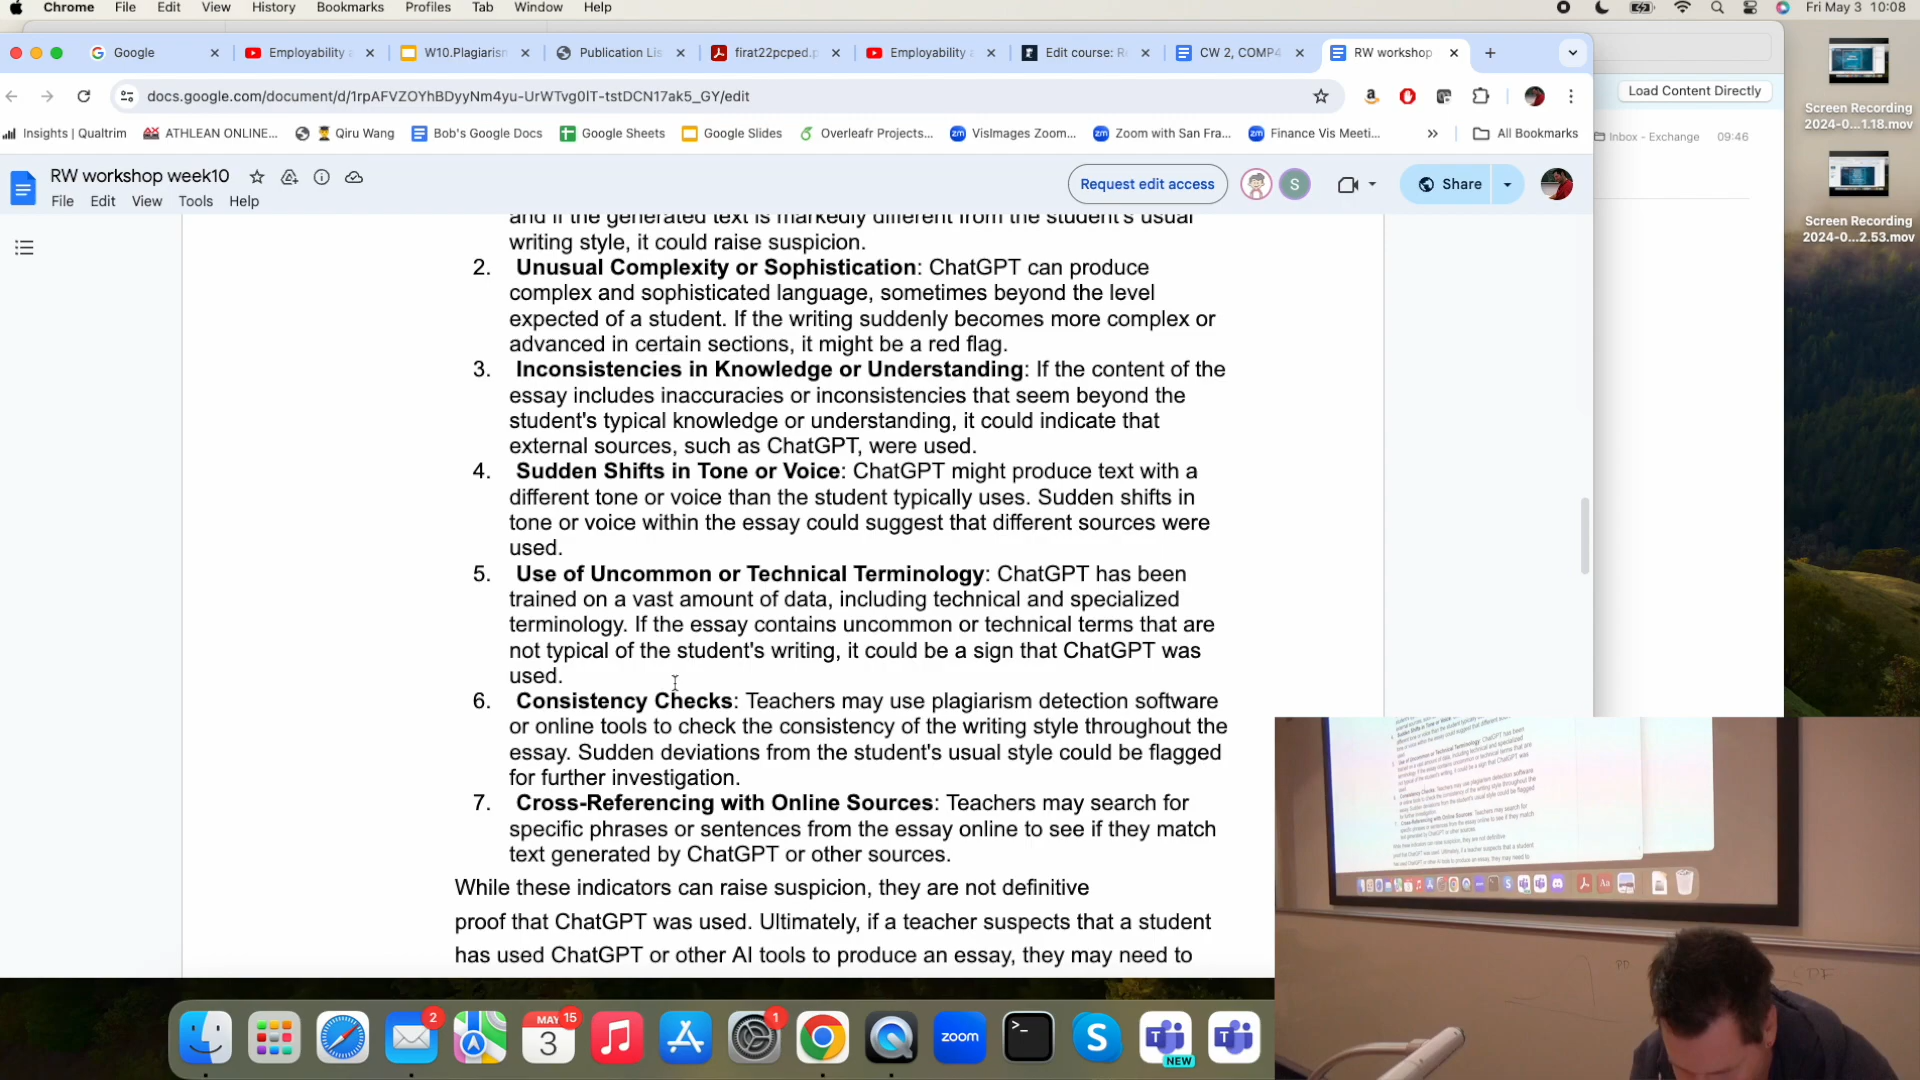 Chrome File Edit View History Bookmarks Profiles Tab Window Help Fri May 3 10:08
Google Employability a W10.Plagiarism Publication Lis firat22pcped.p Employability a Edit course: R CW 2, COMP4 RW workshop
docs.google.com/document/d/1rpAFVZOYhBDyyNm4yu-UrWTvg0lT-tstDCN17ak5_GY/edit
Load Content Directly
Insights | Qualtrim ATHLEAN ONLINE... Qiru Wang Bob's Google Docs Google Sheets Google Slides Overleafr Projects... VisImages Zoom... Zoom with San Fra... Finance Vis Meeti... » All Bookmarks
Inbox - Exchange 09:46
Screen Recording
2024-0...1.18.mov
Screen Recording
2024-0...2.53.mov
RW workshop week10
File Edit View Tools Help
Request edit access S Share
and if the generated text is markedly different from the student's usual
writing style, it could raise suspicion.
2. Unusual Complexity or Sophistication: ChatGPT can produce
complex and sophisticated language, sometimes beyond the level
expected of a student. If the writing suddenly becomes more complex or
advanced in certain sections, it might be a red flag.
3. Inconsistencies in Knowledge or Understanding: If the content of the
essay includes inaccuracies or inconsistencies that seem beyond the
student's typical knowledge or understanding, it could indicate that
external sources, such as ChatGPT, were used.
4. Sudden Shifts in Tone or Voice: ChatGPT might produce text with a
different tone or voice than the student typically uses. Sudden shifts in
tone or voice within the essay could suggest that different sources were
used.
5. Use of Uncommon or Technical Terminology: ChatGPT has been
trained on a vast amount of data, including technical and specialized
terminology. If the essay contains uncommon or technical terms that are
not typical of the student's writing, it could be a sign that ChatGPT was
used.
6. Consistency Checks: Teachers may use plagiarism detection software
or online tools to check the consistency of the writing style throughout the
essay. Sudden deviations from the student's usual style could be flagged
for further investigation.
7. Cross-Referencing with Online Sources: Teachers may search for
specific phrases or sentences from the essay online to see if they match
text generated by ChatGPT or other sources.
While these indicators can raise suspicion, they are not definitive
proof that ChatGPT was used. Ultimately, if a teacher suspects that a student
has used ChatGPT or other AI tools to produce an essay, they may need to
2 MAY 15 3 1 zoom NEW